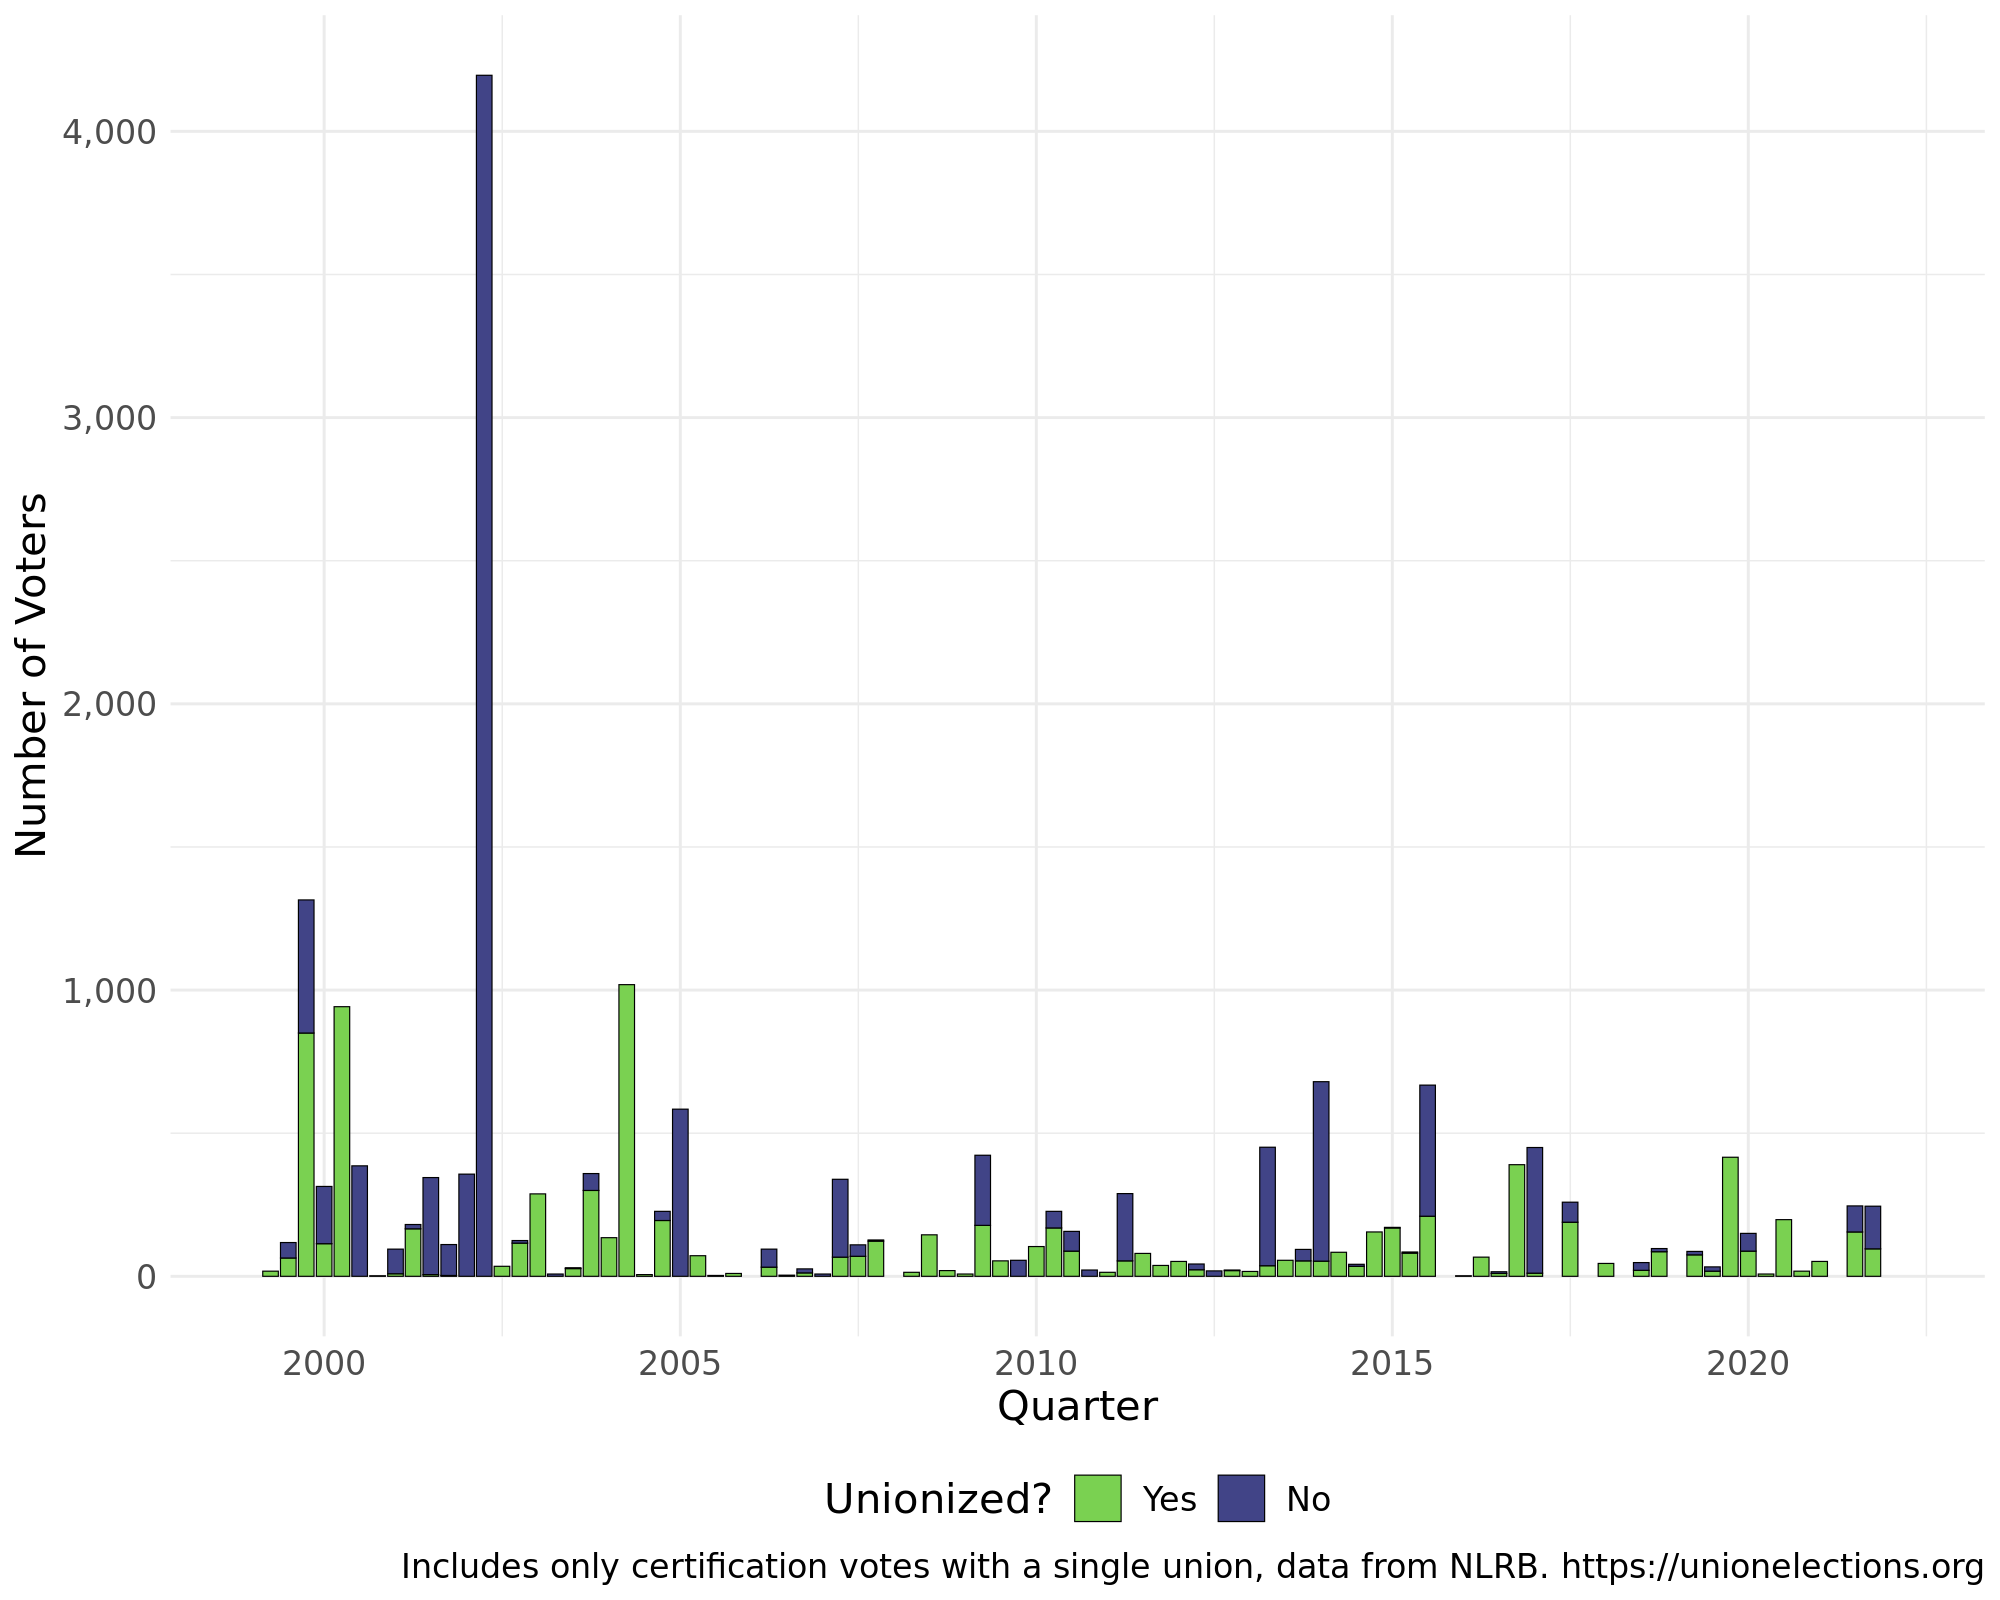 4,000
3,000
2,000
1,000
0
Number of Voters
2000 2005 2010 2015 2020
Quarter
Unionized? Yes No
Includes only certification votes with a single union, data from NLRB. https://unionelections.org